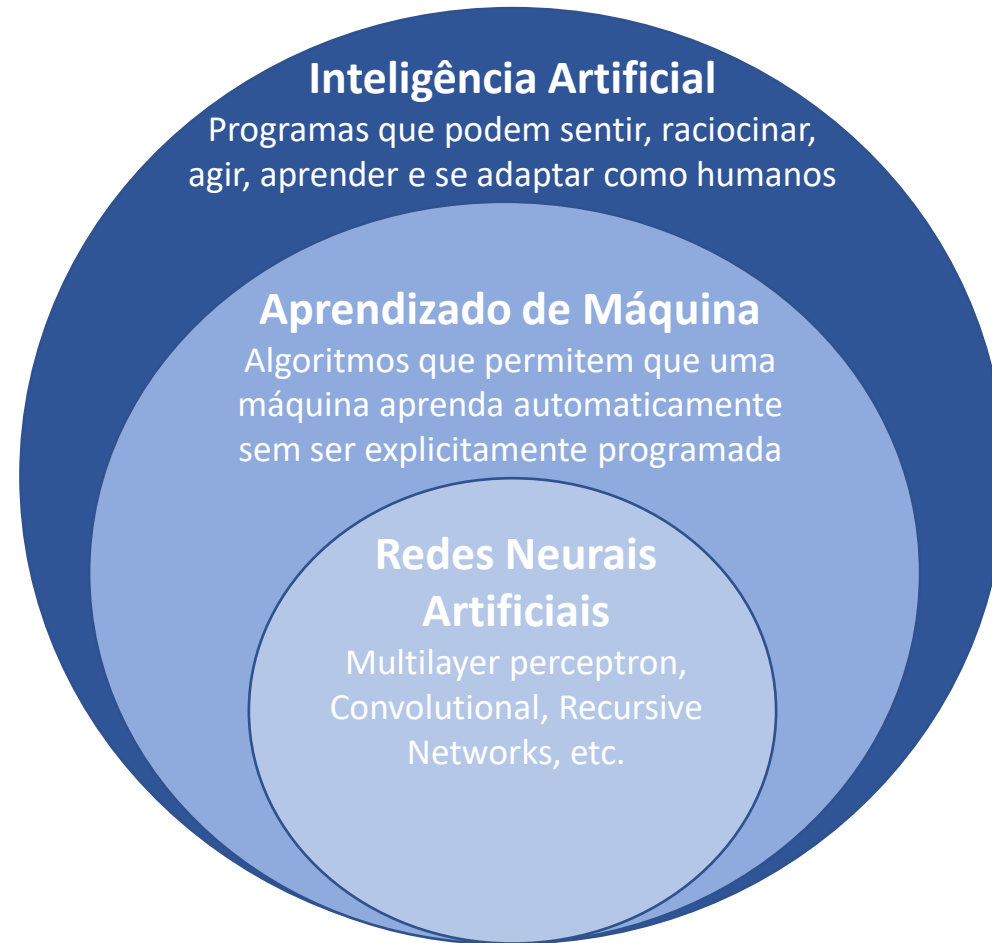 Inteligência Artificial
Programas que podem sentir, raciocinar,
agir, aprender e se adaptar como humanos
Aprendizado de Máquina
Algoritmos que permitem que uma
máquina aprenda automaticamente
sem ser explicitamente programada
Redes Neurais
Artificiais
Multilayer perceptron,
Convolutional, Recursive
Networks, etc.